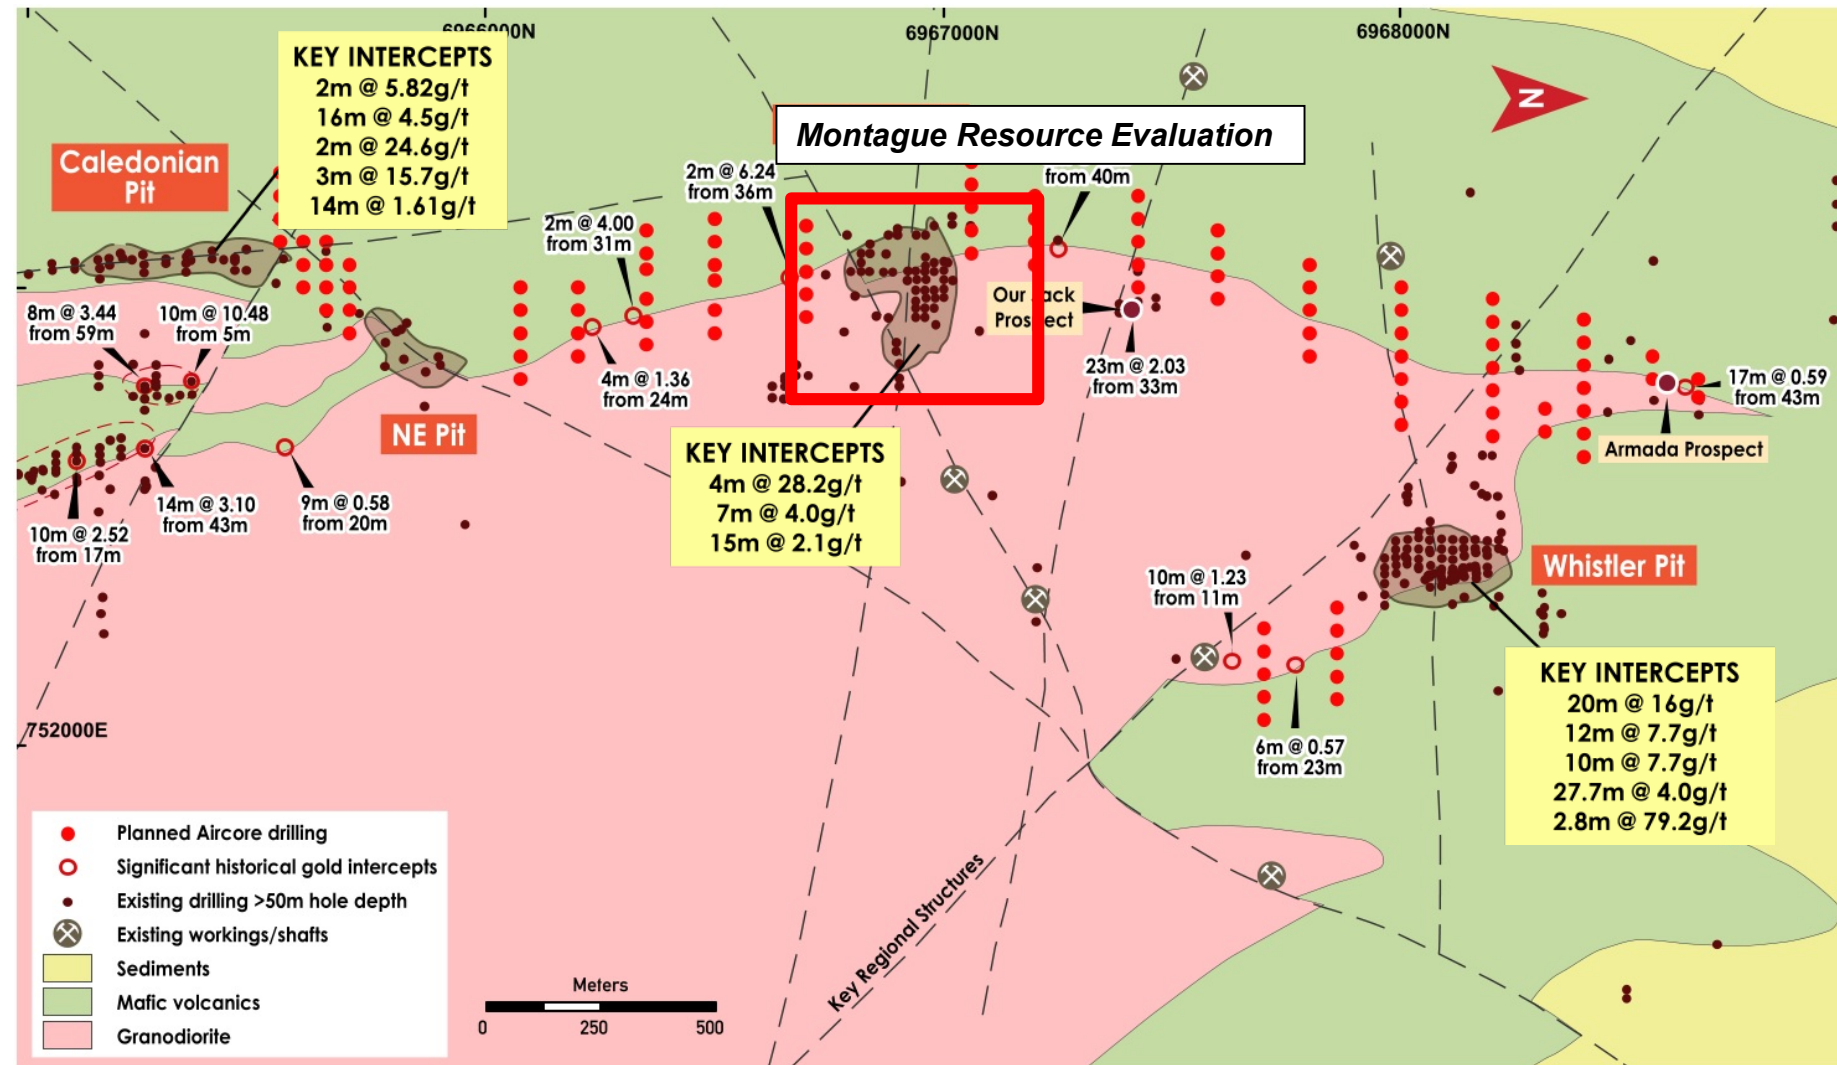 6966000N
6967000N
6968000N
KEY INTERCEPTS
2m @ 5.82g/t
16m @ 4.5g/t
2m @ 24.6g/t
3m @ 15.7g/t
14m @ 1.61g/t
N
Montague Resource Evaluation
Caledonian
Pit
2m @ 6.24
from 36m
from 40m
2m @ 4.00
from 31m
8m @ 3.44
from 59m
10m @ 10.48
from 5m
Our Jack
Prospect
4m @ 1.36
from 24m
23m @ 2.03
from 33m
17m @ 0.59
from 43m
NE Pit
Armada Prospect
KEY INTERCEPTS
4m @ 28.2g/t
7m @ 4.0g/t
15m @ 2.1g/t
14m @ 3.10
from 43m
9m @ 0.58
from 20m
10m @ 2.52
from 17m
Whistler Pit
10m @ 1.23
from 11m
KEY INTERCEPTS
20m @ 16g/t
12m @ 7.7g/t
10m @ 7.7g/t
27.7m @ 4.0g/t
2.8m @ 79.2g/t
752000E
6m @ 0.57
from 23m
Key Regional Structures
Planned Aircore drilling
Significant historical gold intercepts
Existing drilling >50m hole depth
Existing workings/shafts
Sediments
Mafic volcanics
Granodiorite
Meters
0 250 500